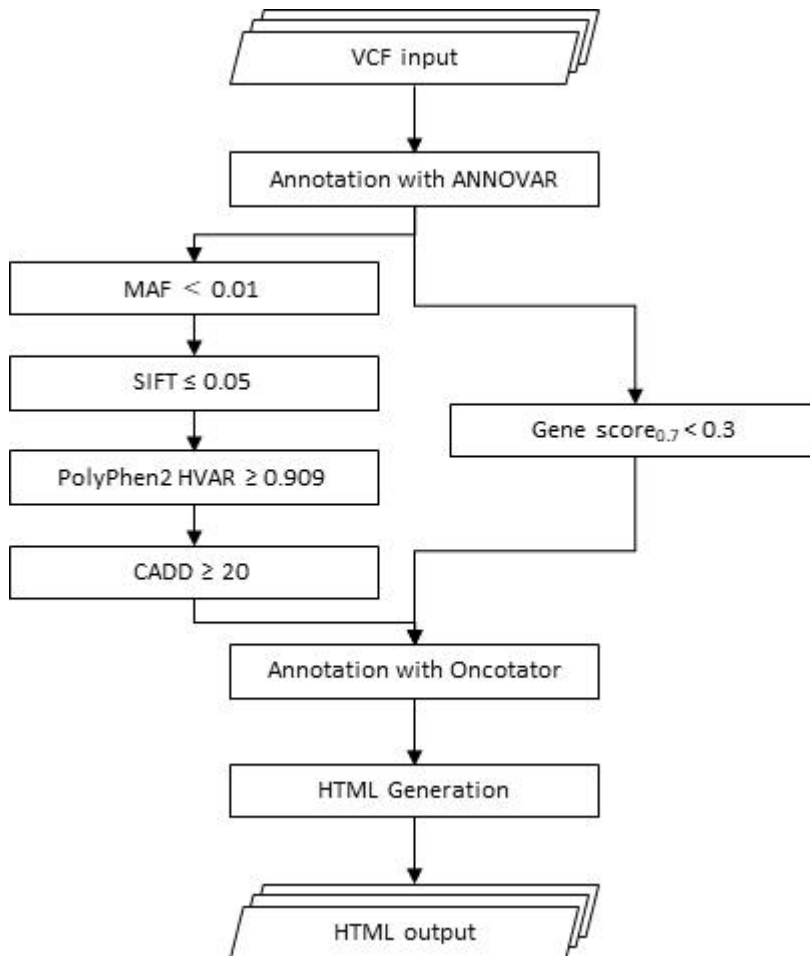 VCF input
Annotation with ANNOVAR
MAF < 0.01
SIFT ≤ 0.05
Gene score0.7 < 0.3
PolyPhen2 HVAR ≥ 0.909
CADD ≥ 20
Annotation with Oncotator
HTML Generation
HTML output